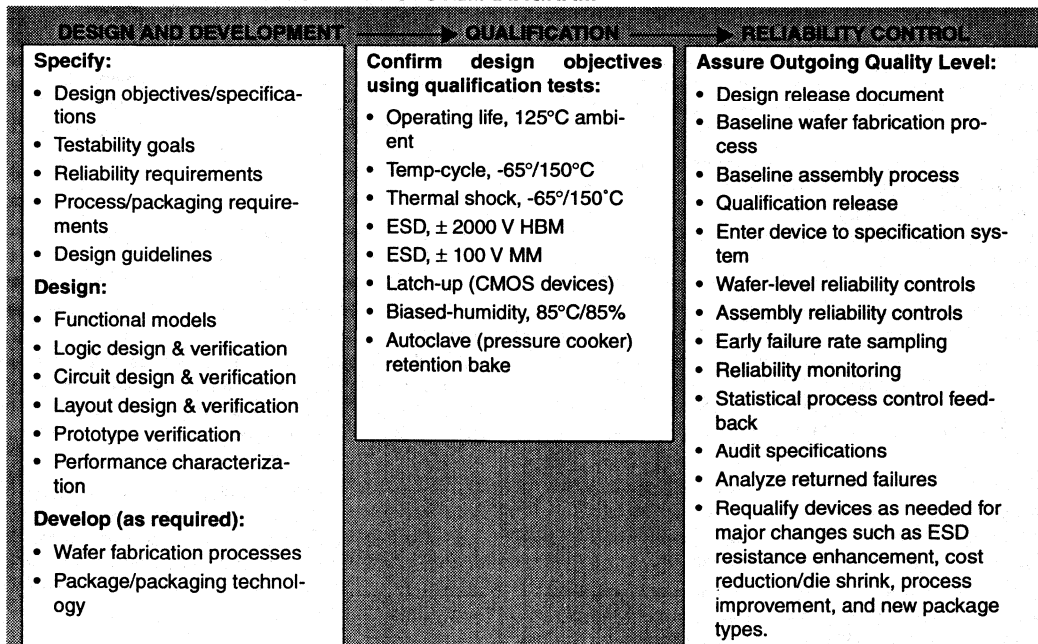 DESIGN AND DEVELOPMENT
QUALIFICATION
RELIABILITY CONTROL
Specify:
• Design objectives/specifica-
tions
• Testability goals
• Reliability requirements
• Process/packaging require-
ments
• Design guidelines
Design:
• Functional models
• Logic design & verification
• Circuit design & verification
• Layout design & verification
• Prototype verification
• Performance characteriza-
tion
Develop (as required):
• Wafer fabrication processes
• Package/packaging technol-
ogy
Confirm design objectives
using qualification tests:
• Operating life, 125°C ambi-
ent
• Temp-cycle, -65°/150°C
• Thermal shock, -65°/150°C
• ESD, ± 2000 V HBM
• ESD, ± 100 V MM
• Latch-up (CMOS devices)
• Biased-humidity, 85°C/85%
• Autoclave (pressure cooker)
retention bake
Assure Outgoing Quality Level:
• Design release document
• Baseline wafer fabrication pro-
cess
• Baseline assembly process
• Qualification release
• Enter device to specification sys-
tem
• Wafer-level reliability controls
• Assembly reliability controls
• Early failure rate sampling
• Reliability monitoring
• Statistical process control feed-
back
• Audit specifications
• Analyze returned failures
• Requalify devices as needed for
major changes such as ESD
resistance enhancement, cost
reduction/die shrink, process
improvement, and new package
types.